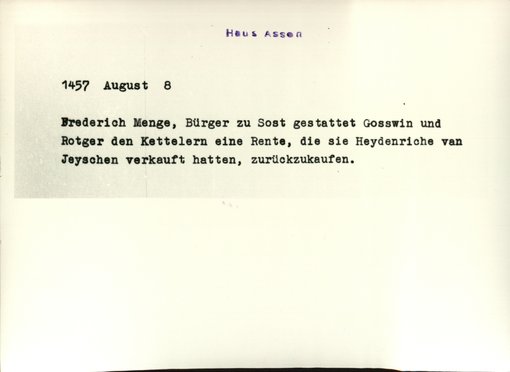 Haus Assen
1457 August 8
Frederich Menge, Bürger zu Sost gestattet Gosswin und
Rotger den Kettelern eine Rente, die sie Heydenriche van
Jeyschen verkauft hatten, zurückzukaufen.